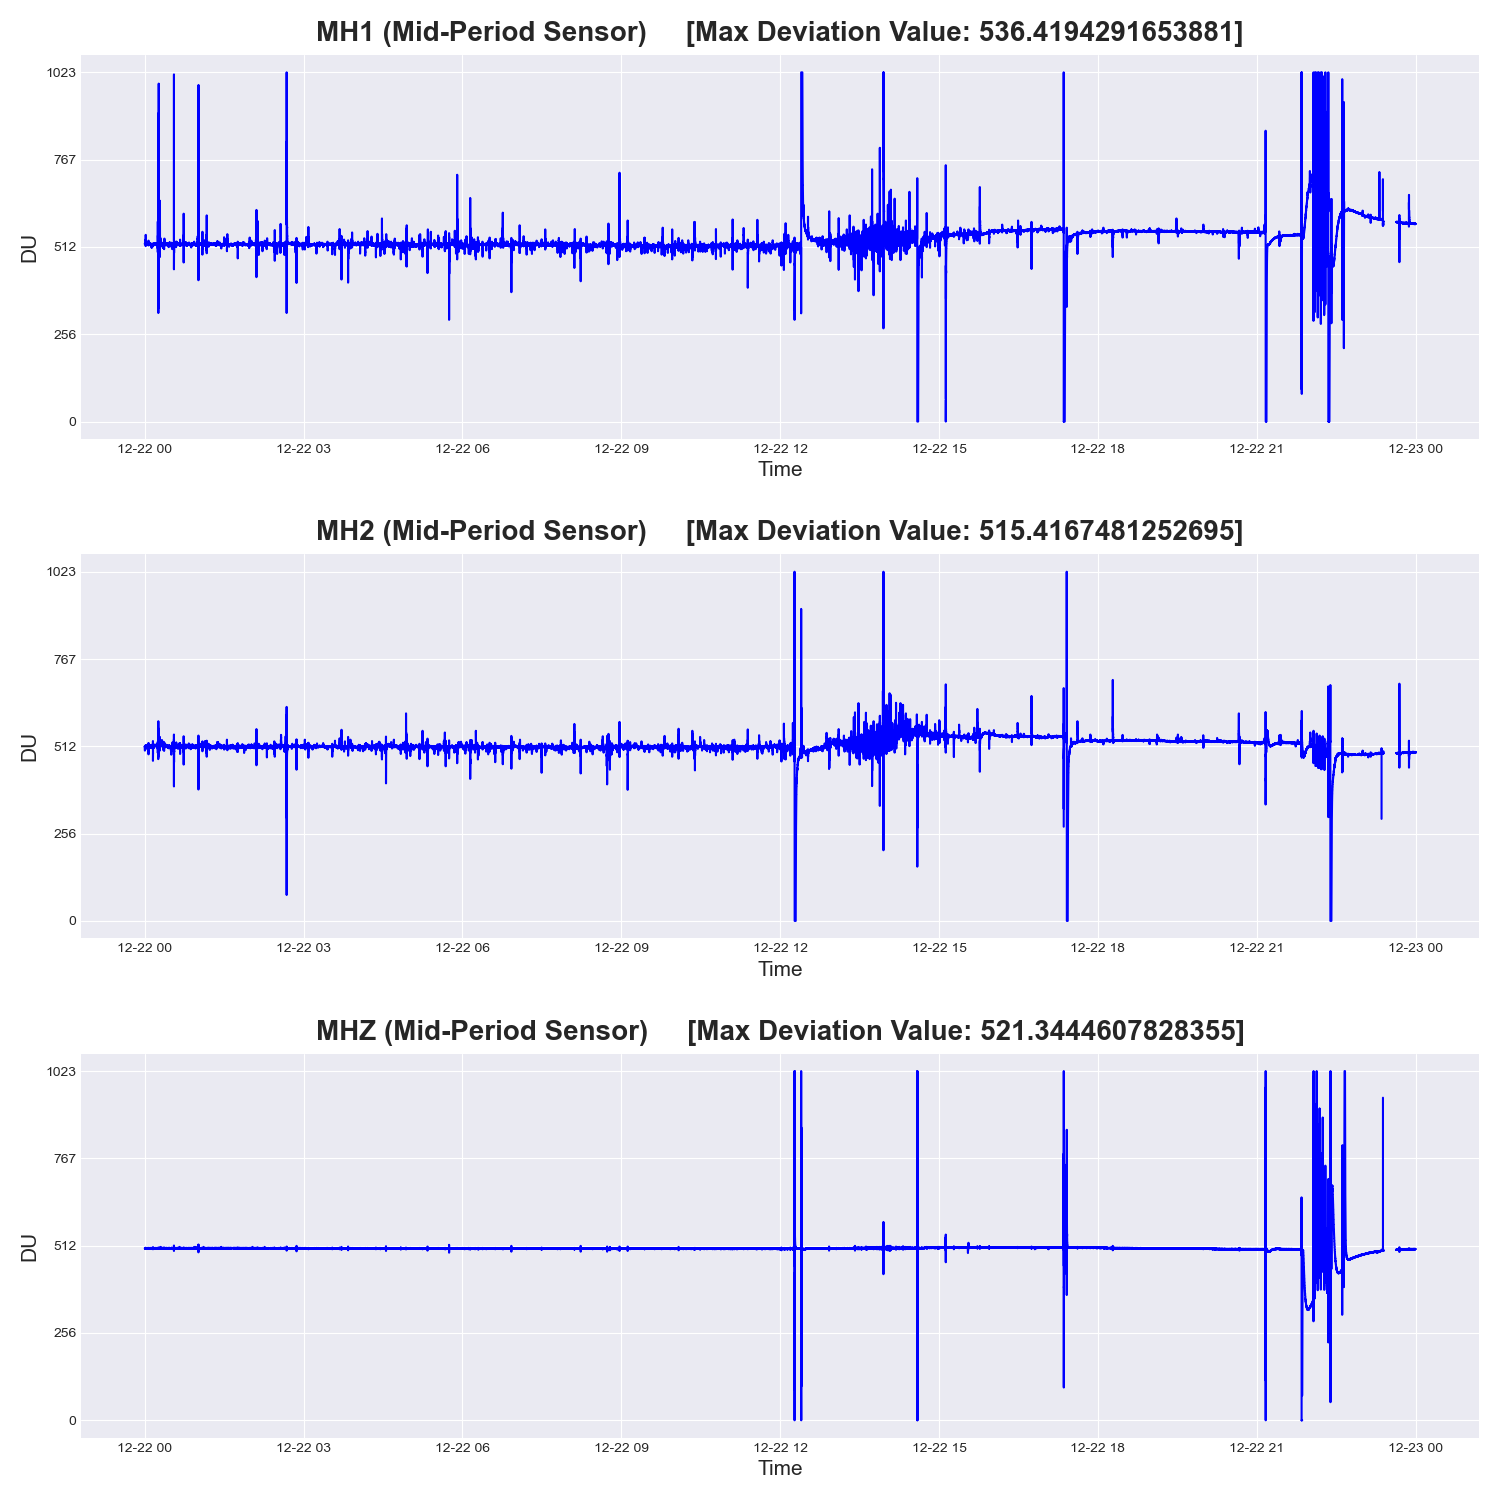 MH1 (Mid-Period Sensor) [Max Deviation Value: 536.4194291653881]
1023
767
512
256
0
DU
12-22 00 12-22 03 12-22 06 12-22 09 12-22 12 12-22 15 12-22 18 12-22 21 12-23 00
Time
MH2 (Mid-Period Sensor) [Max Deviation Value: 515.4167481252695]
1023
767
512
256
0
DU
12-22 00 12-22 03 12-22 06 12-22 09 12-22 12 12-22 15 12-22 18 12-22 21 12-23 00
Time
MHZ (Mid-Period Sensor) [Max Deviation Value: 521.3444607828355]
1023
767
512
256
0
DU
12-22 00 12-22 03 12-22 06 12-22 09 12-22 12 12-22 15 12-22 18 12-22 21 12-23 00
Time